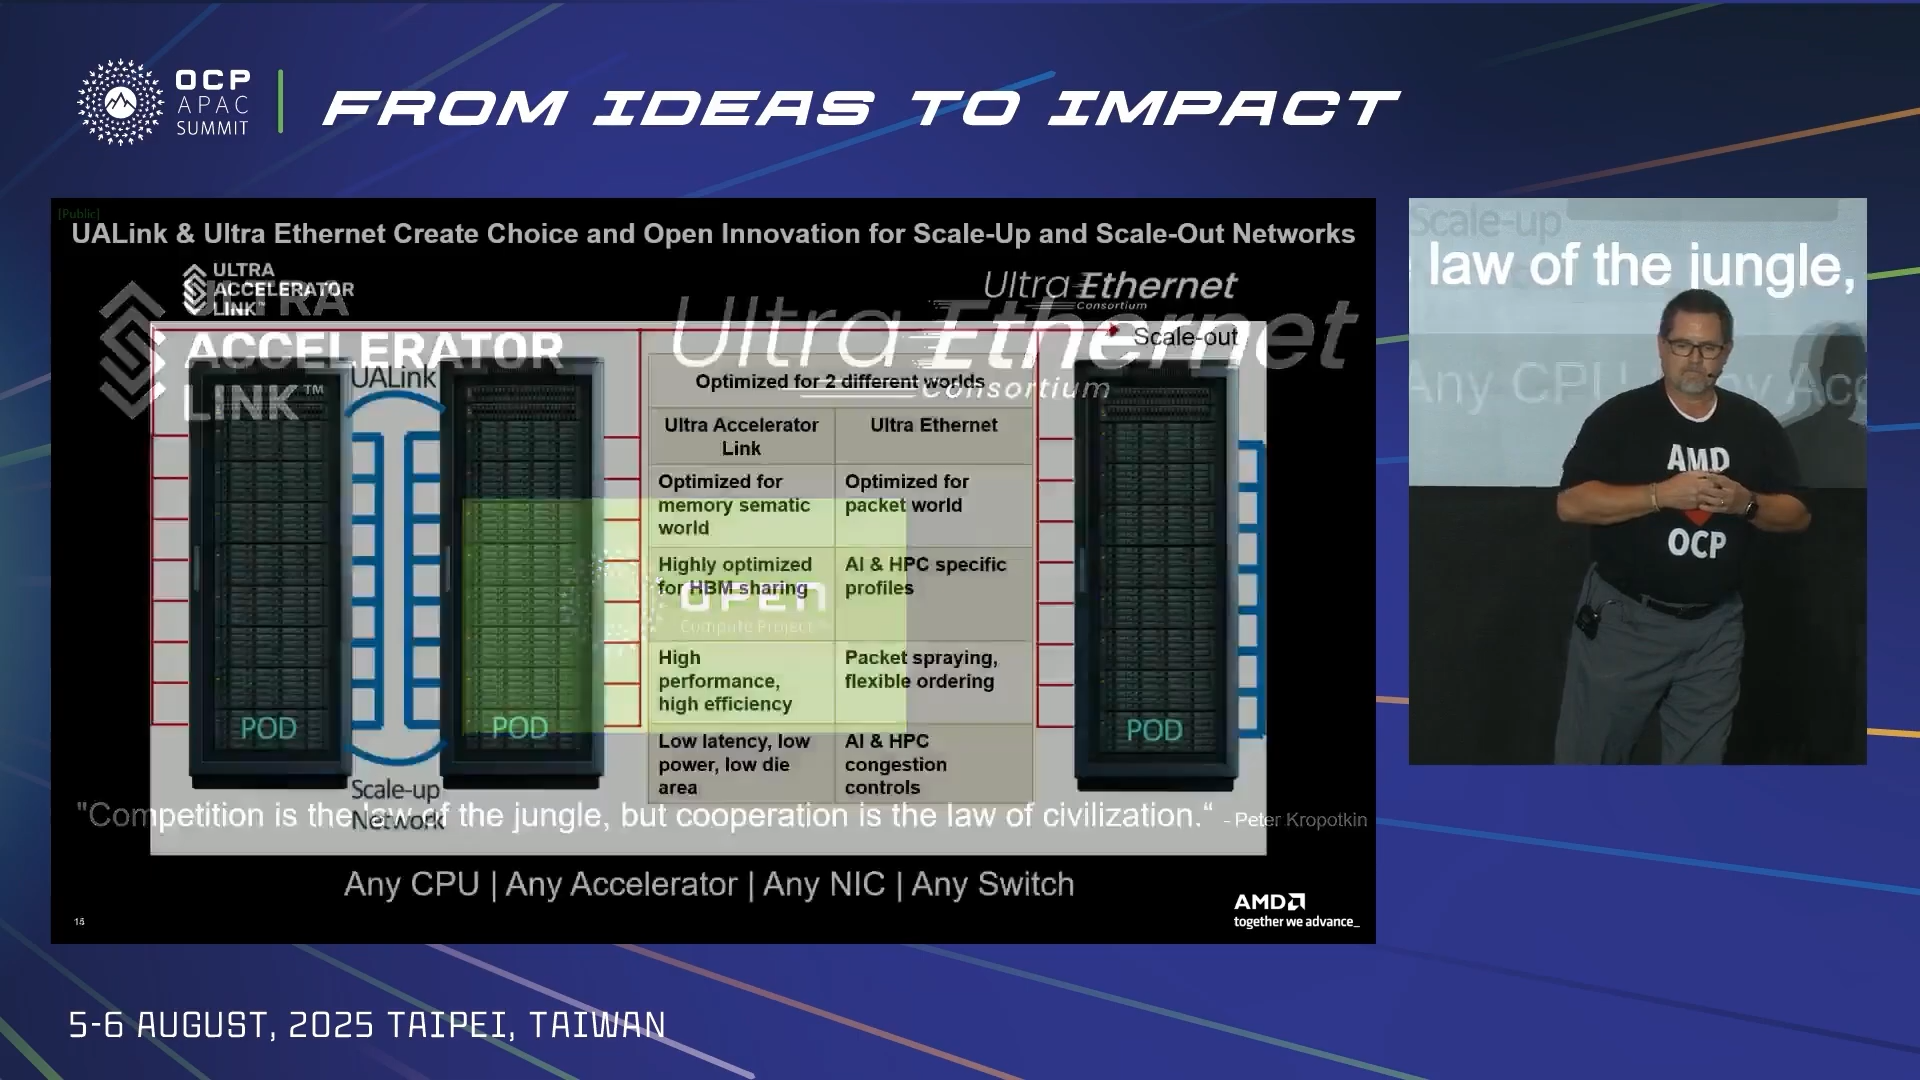 OCP
APAC
SUMMIT
FROM IDEAS TO IMPACT
[Public]
UALink & Ultra Ethernet Create Choice and Open Innovation for Scale-Up and Scale-Out Networks
ULTRA
ACCELERATOR
LINK™
Ultra Ethernet
Consortium
ULTRA
ACCELERATOR
LINK™
Ultra Ethernet
Consortium
Scale-out
UALink
Optimized for 2 different worlds
Ultra Accelerator
Link
Ultra Ethernet
Optimized for
memory sematic
world
Optimized for
packet world
Highly optimized
for HBM sharing
AI & HPC specific
profiles
OPEN
Compute Project
High
performance,
high efficiency
Packet spraying,
flexible ordering
Low latency, low
power, low die
area
AI & HPC
congestion
controls
POD
POD
POD
Scale-up
Network
"Competition is the law of the jungle, but cooperation is the law of civilization.“ - Peter Kropotkin
Any CPU | Any Accelerator | Any NIC | Any Switch
AMD
together we advance_
Scale-up
law of the jungle,
Any CPU
Any Acc
AMD
OCP
5-6 AUGUST, 2025 TAIPEI, TAIWAN